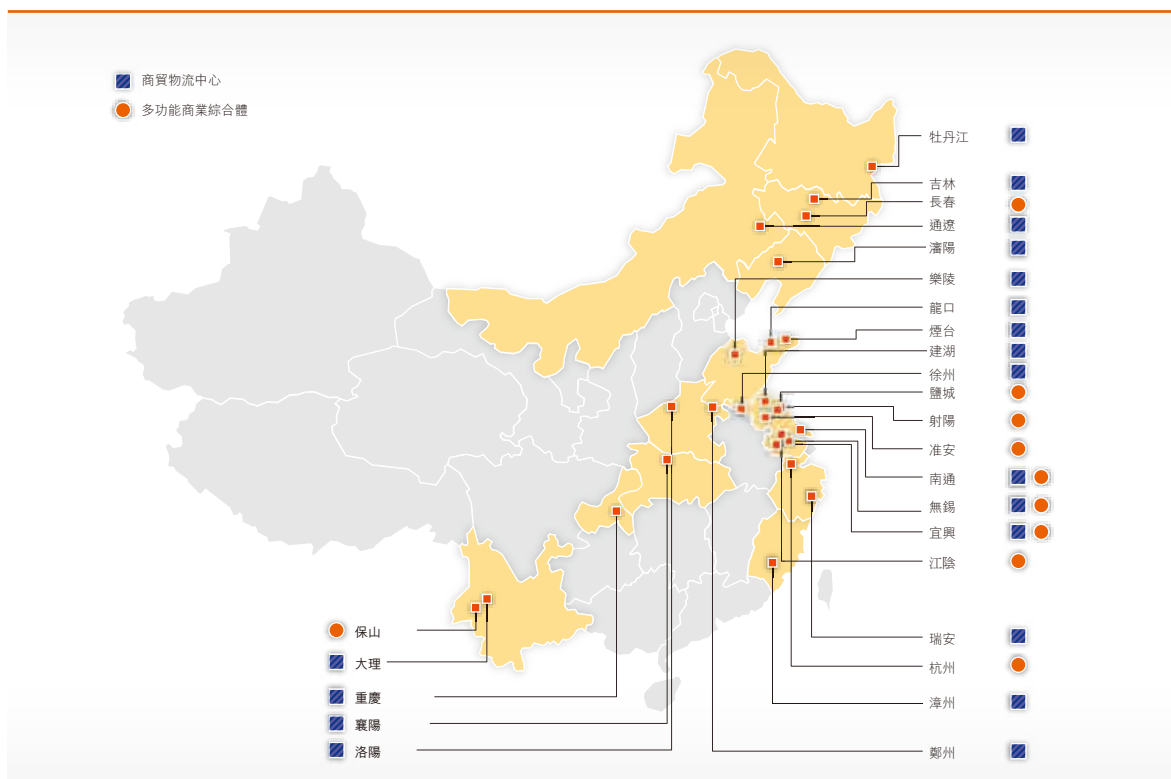 商貿物流中心
多功能商業綜合體
牡丹江
吉林
長春
通遼
瀋陽
樂陵
龍口
煙台
建湖
徐州
鹽城
射陽
准安
南通
無錫
宜興
江陰
瑞安
杭州
漳州
鄭州
保山
大理
重慶
襄陽
洛陽